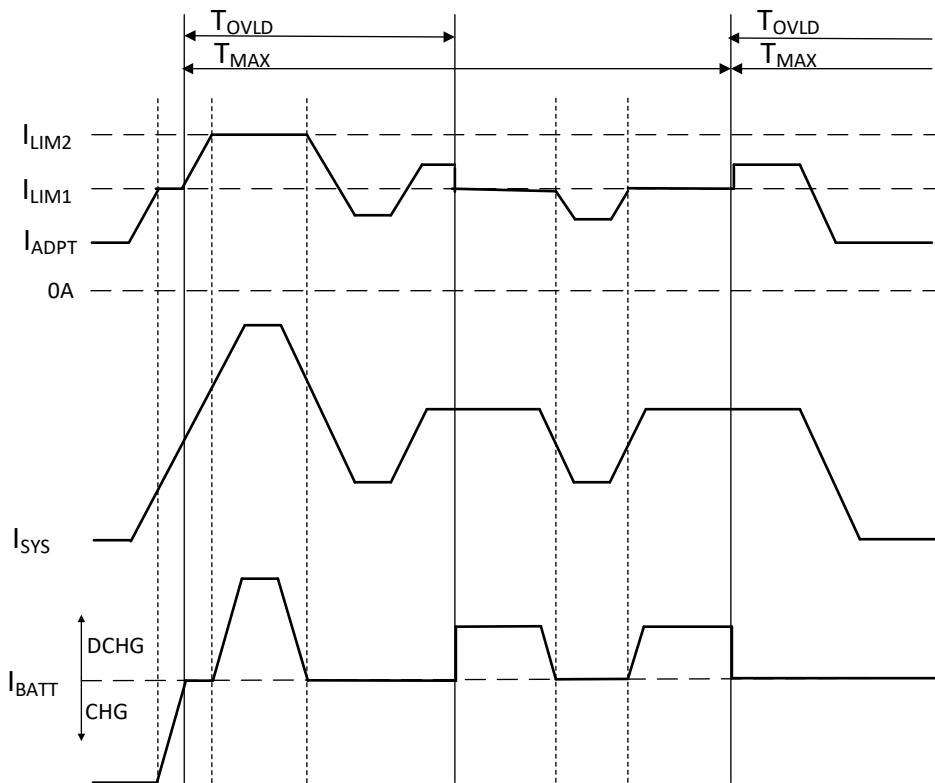 TOVLD
TOVLD
TMAX
TMAX
ILIM2
ILIM1
IADPT
0A
ISYS
DCHG
IBATT
CHG